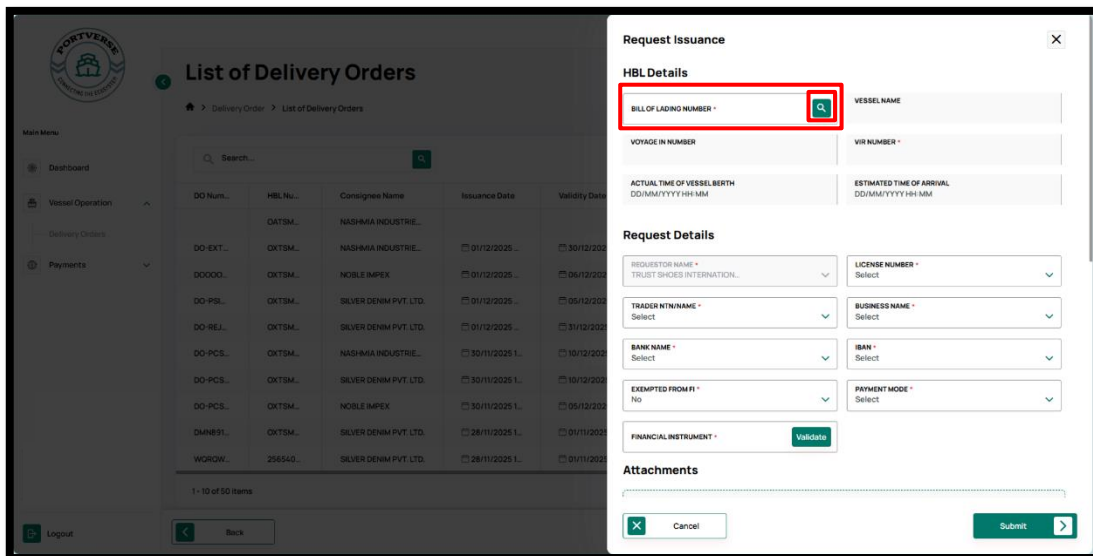 PORTVERSE
CONNECTING THE ECOSYSTEM
Main Menu
Dashboard
Vessel Operation
Delivery Orders
Payments
Logout
List of Delivery Orders
Delivery Order > List of Delivery Orders
Search...
DO Num... HBL Nu... Consignee Name Issuance Date Validity Date
OATSM... NASHMIA INDUSTRIE...
DO-EXT... OXTSM... NASHMIA INDUSTRIE... 01/12/2025 ... 30/12/202
DOOOO... OXTSM... NOBLE IMPEX 01/12/2025 ... 06/12/202
DO-PSI... OXTSM... SILVER DENIM PVT. LTD. 01/12/2025 ... 05/12/202
DO-REJ... OXTSM... SILVER DENIM PVT. LTD. 01/12/2025 ... 31/12/2025
DO-PCS... OXTSM... NASHMIA INDUSTRIE... 30/11/2025 1... 10/12/202
DO-PCS... OXTSM... SILVER DENIM PVT. LTD. 30/11/2025 1... 10/12/202
DO-PCS... OXTSM... NOBLE IMPEX 30/11/2025 1... 05/12/202
DMNB91... OXTSM... SILVER DENIM PVT. LTD. 28/11/2025 1... 01/11/2025
WQROW... 256540... SILVER DENIM PVT. LTD. 28/11/2025 1... 01/11/2025
1 - 10 of 50 items
Back
Request Issuance
HBL Details
BILL OF LADING NUMBER *
VESSEL NAME
VOYAGE IN NUMBER
VIR NUMBER *
ACTUAL TIME OF VESSEL BERTH
DD/MM/YYYY HH:MM
ESTIMATED TIME OF ARRIVAL
DD/MM/YYYY HH:MM
Request Details
REQUESTOR NAME *
TRUST SHOES INTERNATION...
LICENSE NUMBER *
Select
TRADER NTN/NAME *
Select
BUSINESS NAME *
Select
BANK NAME *
Select
IBAN *
Select
EXEMPTED FROM FI *
No
PAYMENT MODE *
Select
FINANCIAL INSTRUMENT *
Validate
Attachments
Cancel
Submit